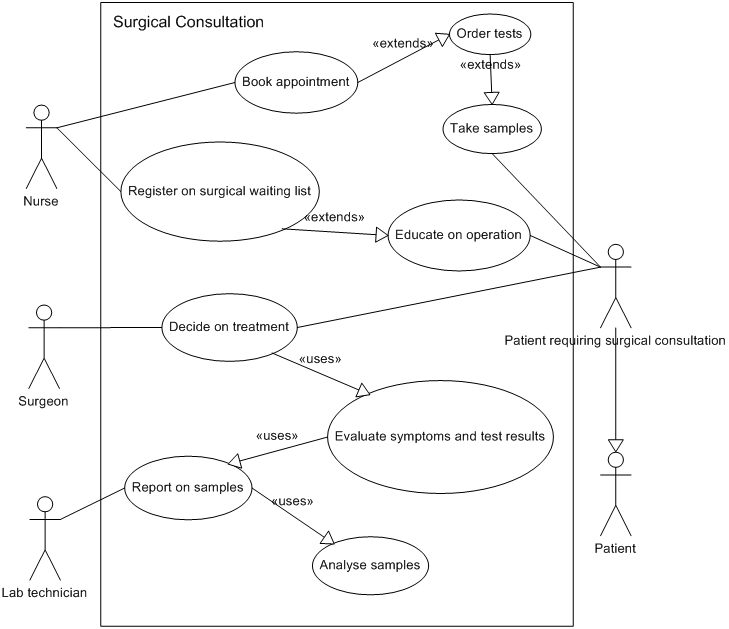 Surgical Consultation
Order tests
«extends»
«extends»
Book appointment
Take samples
Nurse
Register on surgical waiting list
«extends»
Educate on operation
Decide on treatment
Patient requiring surgical consultation
«uses»
Surgeon
Evaluate symptoms and test results
«uses»
Report on samples
«uses»
Patient
Analyse samples
Lab technician